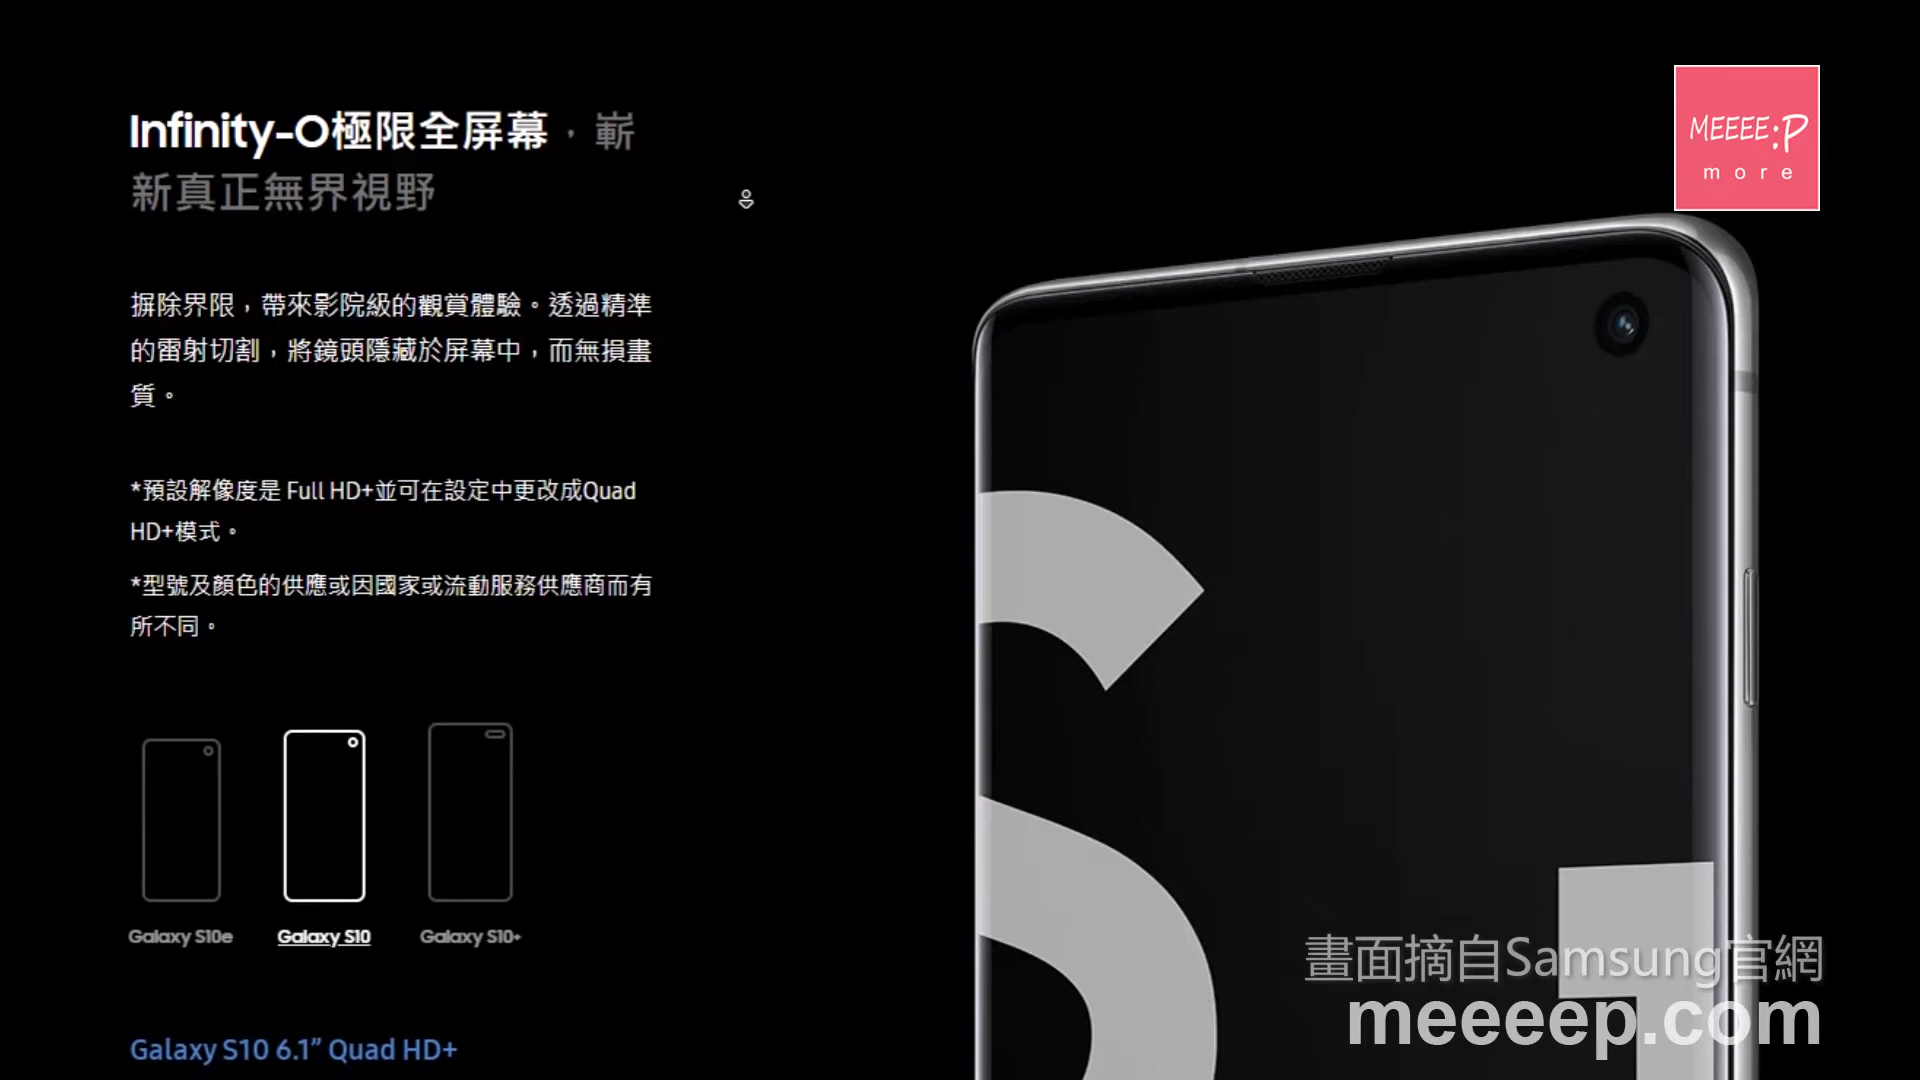 Infinity-O極限全屏幕，嶄
新真正無界視野
MEEEE:P
more
摒除界限，帶來影院級的觀賞體驗。透過精準
的雷射切割，將鏡頭隱藏於屏幕中，而無損畫
質。
*預設解像度是 Full HD+並可在設定中更改成Quad
HD+模式。
*型號及顏色的供應或因國家或流動服務供應商而有
所不同。
Galaxy S10e
Galaxy S10
Galaxy S10+
Galaxy S10 6.1” Quad HD+
畫面摘自Samsung官網
meeeep.com